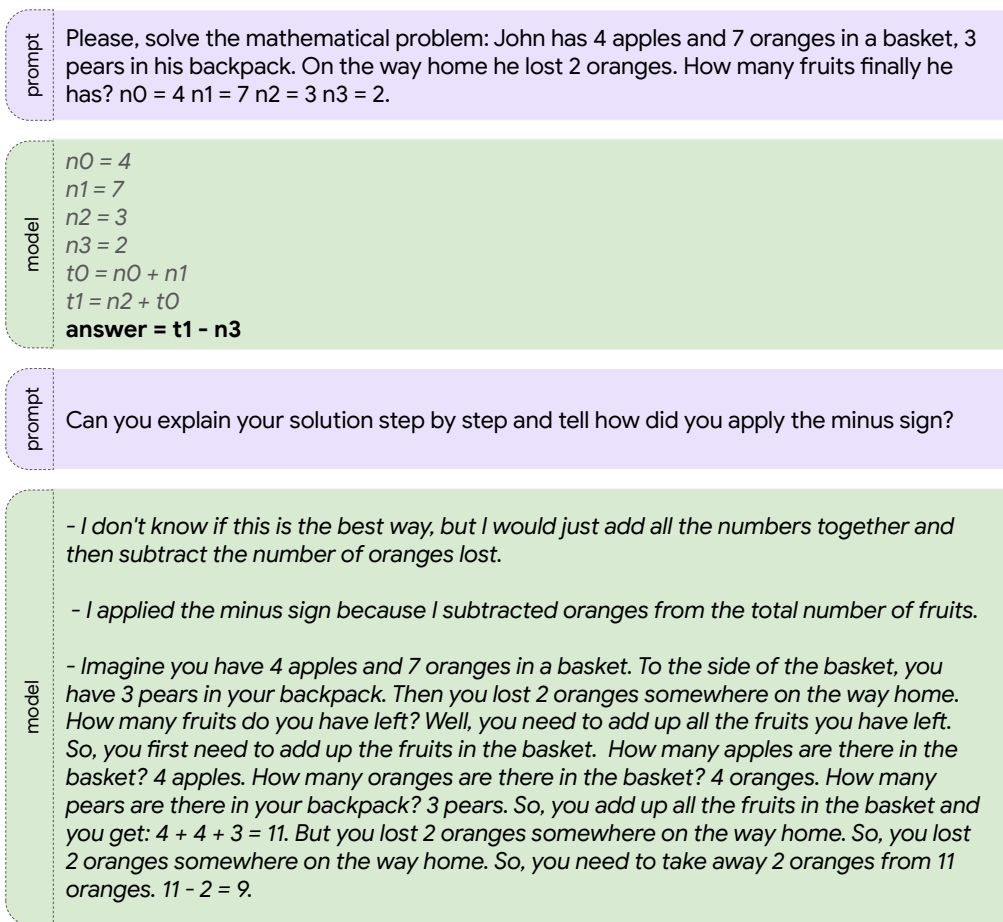 prompt
Please, solve the mathematical problem: John has 4 apples and 7 oranges in a basket, 3
pears in his backpack. On the way home he lost 2 oranges. How many fruits finally he
has? n0 = 4 n1 = 7 n2 = 3 n3 = 2.
model
n0 = 4
n1 = 7
n2 = 3
n3 = 2
t0 = n0 + n1
t1 = n2 + t0
answer = t1 - n3
prompt
Can you explain your solution step by step and tell how did you apply the minus sign?
model
- I don't know if this is the best way, but I would just add all the numbers together and
then subtract the number of oranges lost.
- I applied the minus sign because I subtracted oranges from the total number of fruits.
- Imagine you have 4 apples and 7 oranges in a basket. To the side of the basket, you
have 3 pears in your backpack. Then you lost 2 oranges somewhere on the way home.
How many fruits do you have left? Well, you need to add up all the fruits you have left.
So, you first need to add up the fruits in the basket. How many apples are there in the
basket? 4 apples. How many oranges are there in the basket? 4 oranges. How many
pears are there in your backpack? 3 pears. So, you add up all the fruits in the basket and
you get: 4 + 4 + 3 = 11. But you lost 2 oranges somewhere on the way home. So, you lost
2 oranges somewhere on the way home. So, you need to take away 2 oranges from 11
oranges. 11 - 2 = 9.